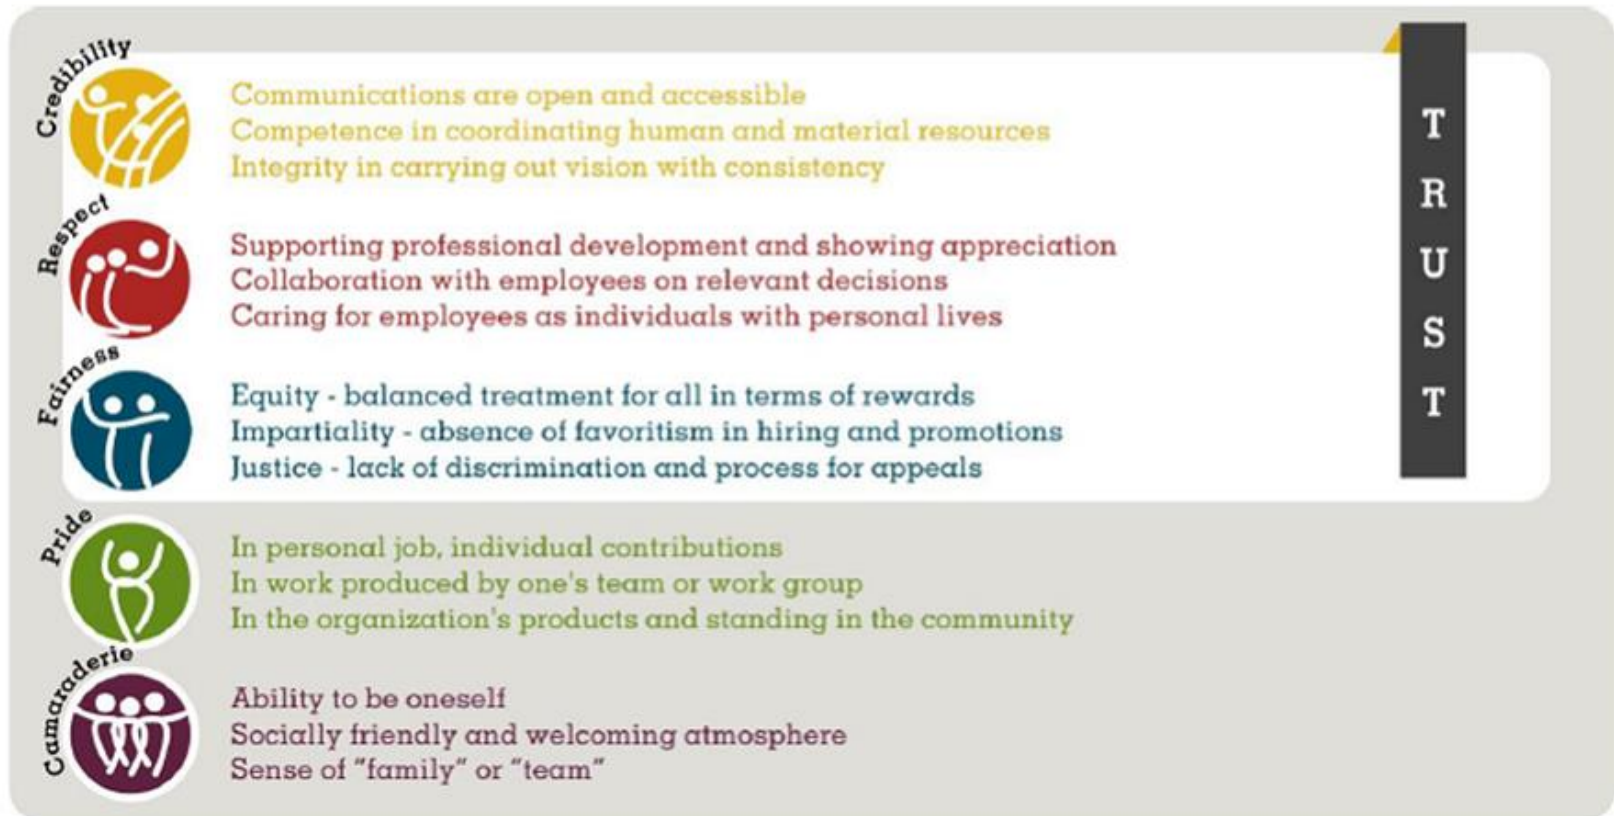 Credibility
Communications are open and accessible
Competence in coordinating human and material resources
Integrity in carrying out vision with consistency
Respect
Supporting professional development and showing appreciation
Collaboration with employees on relevant decisions
Caring for employees as individuals with personal lives
Fairness
Equity - balanced treatment for all in terms of rewards
Impartiality - absence of favoritism in hiring and promotions
Justice - lack of discrimination and process for appeals
TRUST
Pride
In personal job, individual contributions
In work produced by one's team or work group
In the organization's products and standing in the community
Camaraderie
Ability to be oneself
Socially friendly and welcoming atmosphere
Sense of “family” or “team”